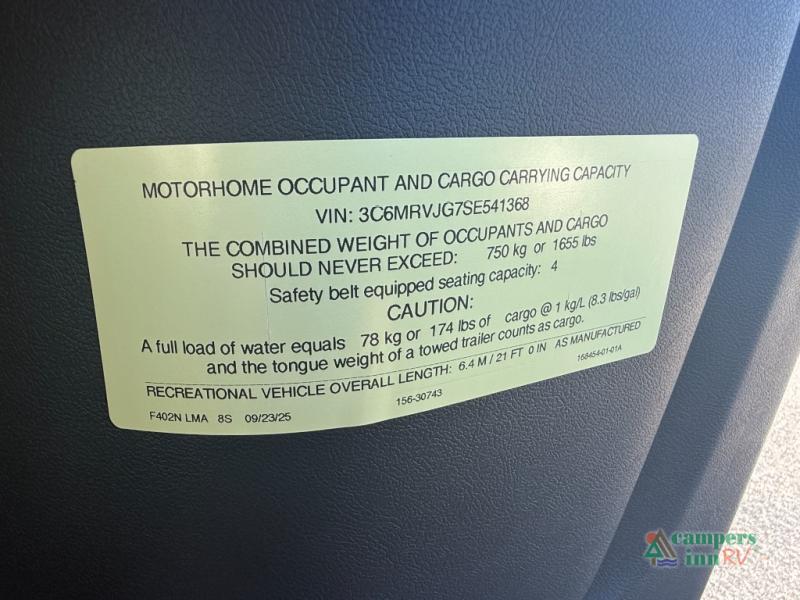 MOTORHOME OCCUPANT AND CARGO CARRYING CAPACITY
VIN: 3C6MRVJG7SE541368
THE COMBINED WEIGHT OF OCCUPANTS AND CARGO
SHOULD NEVER EXCEED: 750 kg or 1655 lbs
Safety belt equipped seating capacity: 4
CAUTION:
A full load of water equals 78 kg or 174 lbs of cargo @ 1 kg/L (8.3 lbs/gal)
and the tongue weight of a towed trailer counts as cargo.
RECREATIONAL VEHICLE OVERALL LENGTH: 6.4 M / 21 FT 0 IN AS MANUFACTURED
F402N LMA 8S 09/23/25 156-30743 168454-01-01A
campers
inn RV